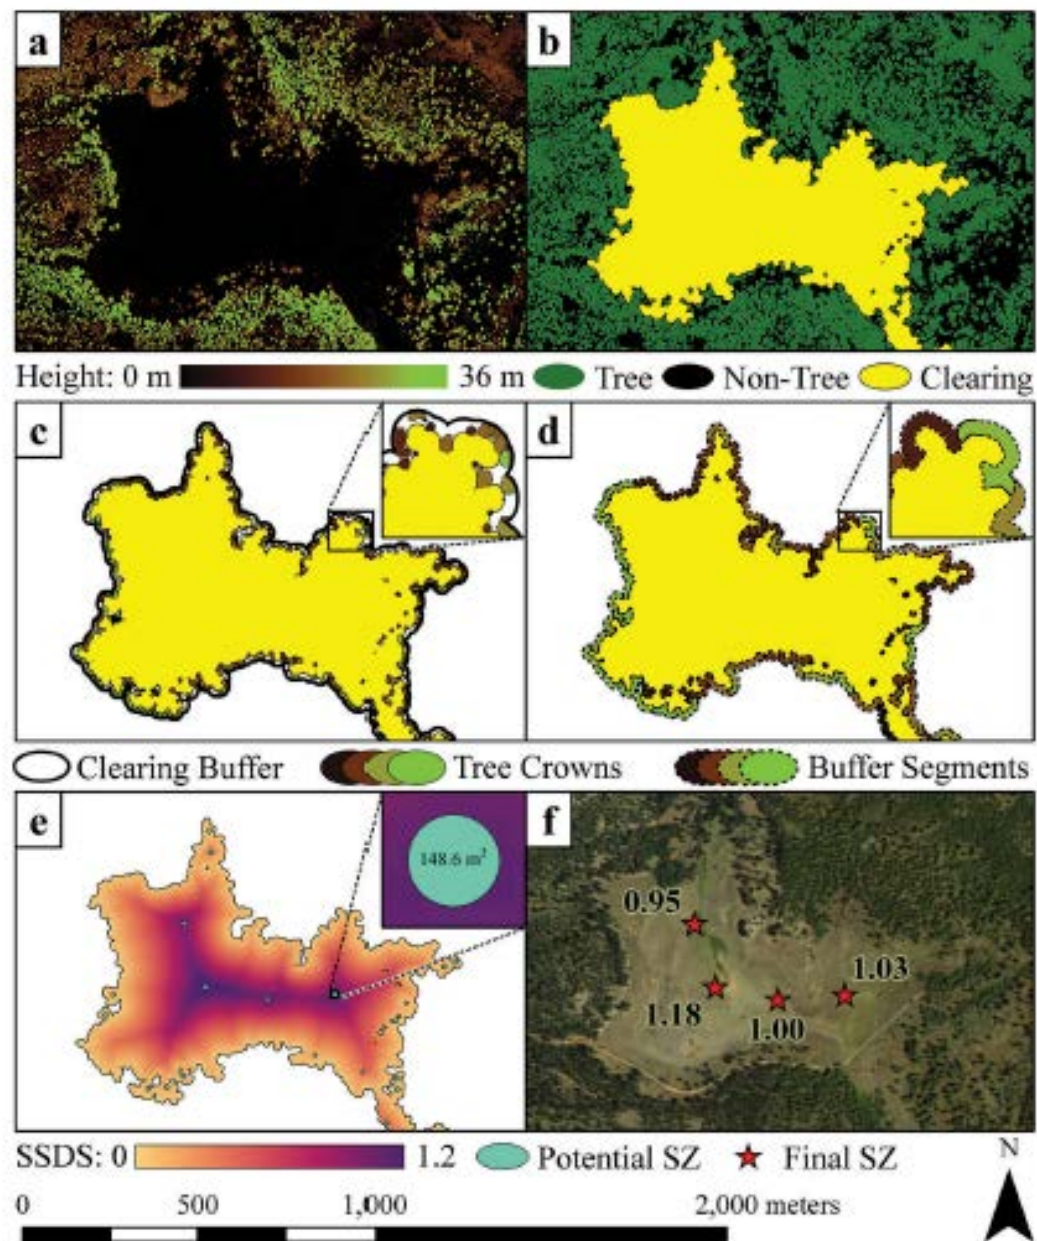 a
b
Height: 0 m 36 m Tree Non-Tree Clearing
c
d
Clearing Buffer Tree Crowns Buffer Segments
e
148.6 m²
f
0.95
1.03
1.18
1.00
SSDS: 0 1.2 Potential SZ Final SZ
N
0 500 1,000 2,000 meters